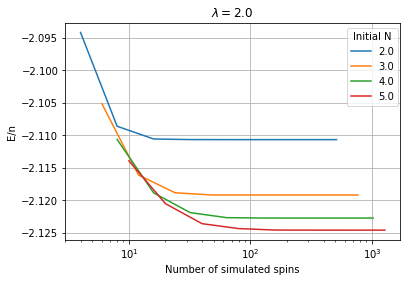 λ = 2.0
Initial N
2.0
3.0
4.0
5.0
−2.095
−2.100
−2.105
−2.110
−2.115
−2.120
−2.125
E/n
10¹ 10² 10³
Number of simulated spins